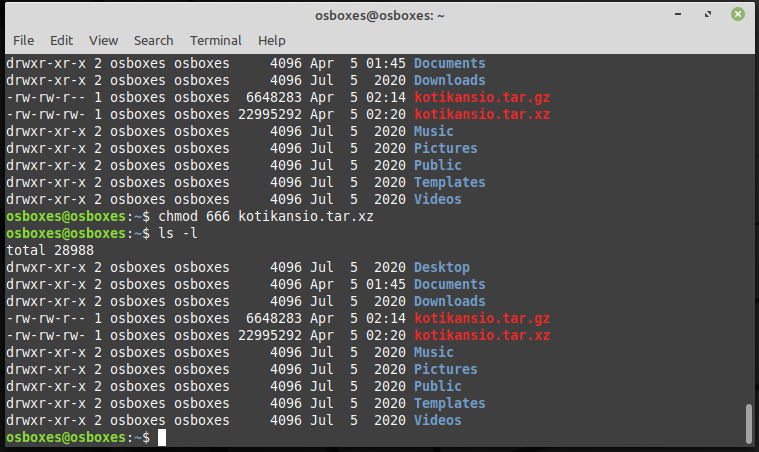 osboxes@osboxes: ~
File Edit View Search Terminal Help
drwxr-xr-x 2 osboxes osboxes     4096 Apr  5 01:45 Documents
drwxr-xr-x 2 osboxes osboxes     4096 Jul  5  2020 Downloads
-rw-rw-r-- 1 osboxes osboxes  6648283 Apr  5 02:14 kotikansio.tar.gz
-rw-rw-rw- 1 osboxes osboxes 22995292 Apr  5 02:20 kotikansio.tar.xz
drwxr-xr-x 2 osboxes osboxes     4096 Jul  5  2020 Music
drwxr-xr-x 2 osboxes osboxes     4096 Jul  5  2020 Pictures
drwxr-xr-x 2 osboxes osboxes     4096 Jul  5  2020 Public
drwxr-xr-x 2 osboxes osboxes     4096 Jul  5  2020 Templates
drwxr-xr-x 2 osboxes osboxes     4096 Jul  5  2020 Videos
osboxes@osboxes:~$ chmod 666 kotikansio.tar.xz
osboxes@osboxes:~$ ls -l
total 28988
drwxr-xr-x 2 osboxes osboxes     4096 Jul  5  2020 Desktop
drwxr-xr-x 2 osboxes osboxes     4096 Apr  5 01:45 Documents
drwxr-xr-x 2 osboxes osboxes     4096 Jul  5  2020 Downloads
-rw-rw-r-- 1 osboxes osboxes  6648283 Apr  5 02:14 kotikansio.tar.gz
-rw-rw-rw- 1 osboxes osboxes 22995292 Apr  5 02:20 kotikansio.tar.xz
drwxr-xr-x 2 osboxes osboxes     4096 Jul  5  2020 Music
drwxr-xr-x 2 osboxes osboxes     4096 Jul  5  2020 Pictures
drwxr-xr-x 2 osboxes osboxes     4096 Jul  5  2020 Public
drwxr-xr-x 2 osboxes osboxes     4096 Jul  5  2020 Templates
drwxr-xr-x 2 osboxes osboxes     4096 Jul  5  2020 Videos
osboxes@osboxes:~$